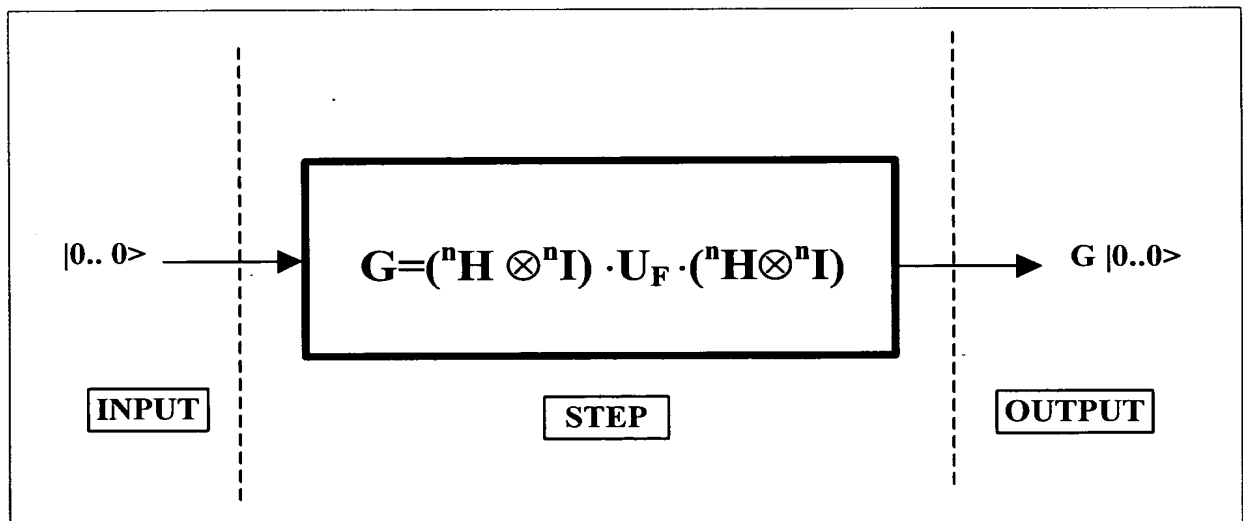 |0.. 0>
G=(ⁿH ⊗ⁿI) ·U_F ·(ⁿH⊗ⁿI)
G |0..0>
INPUT
STEP
OUTPUT